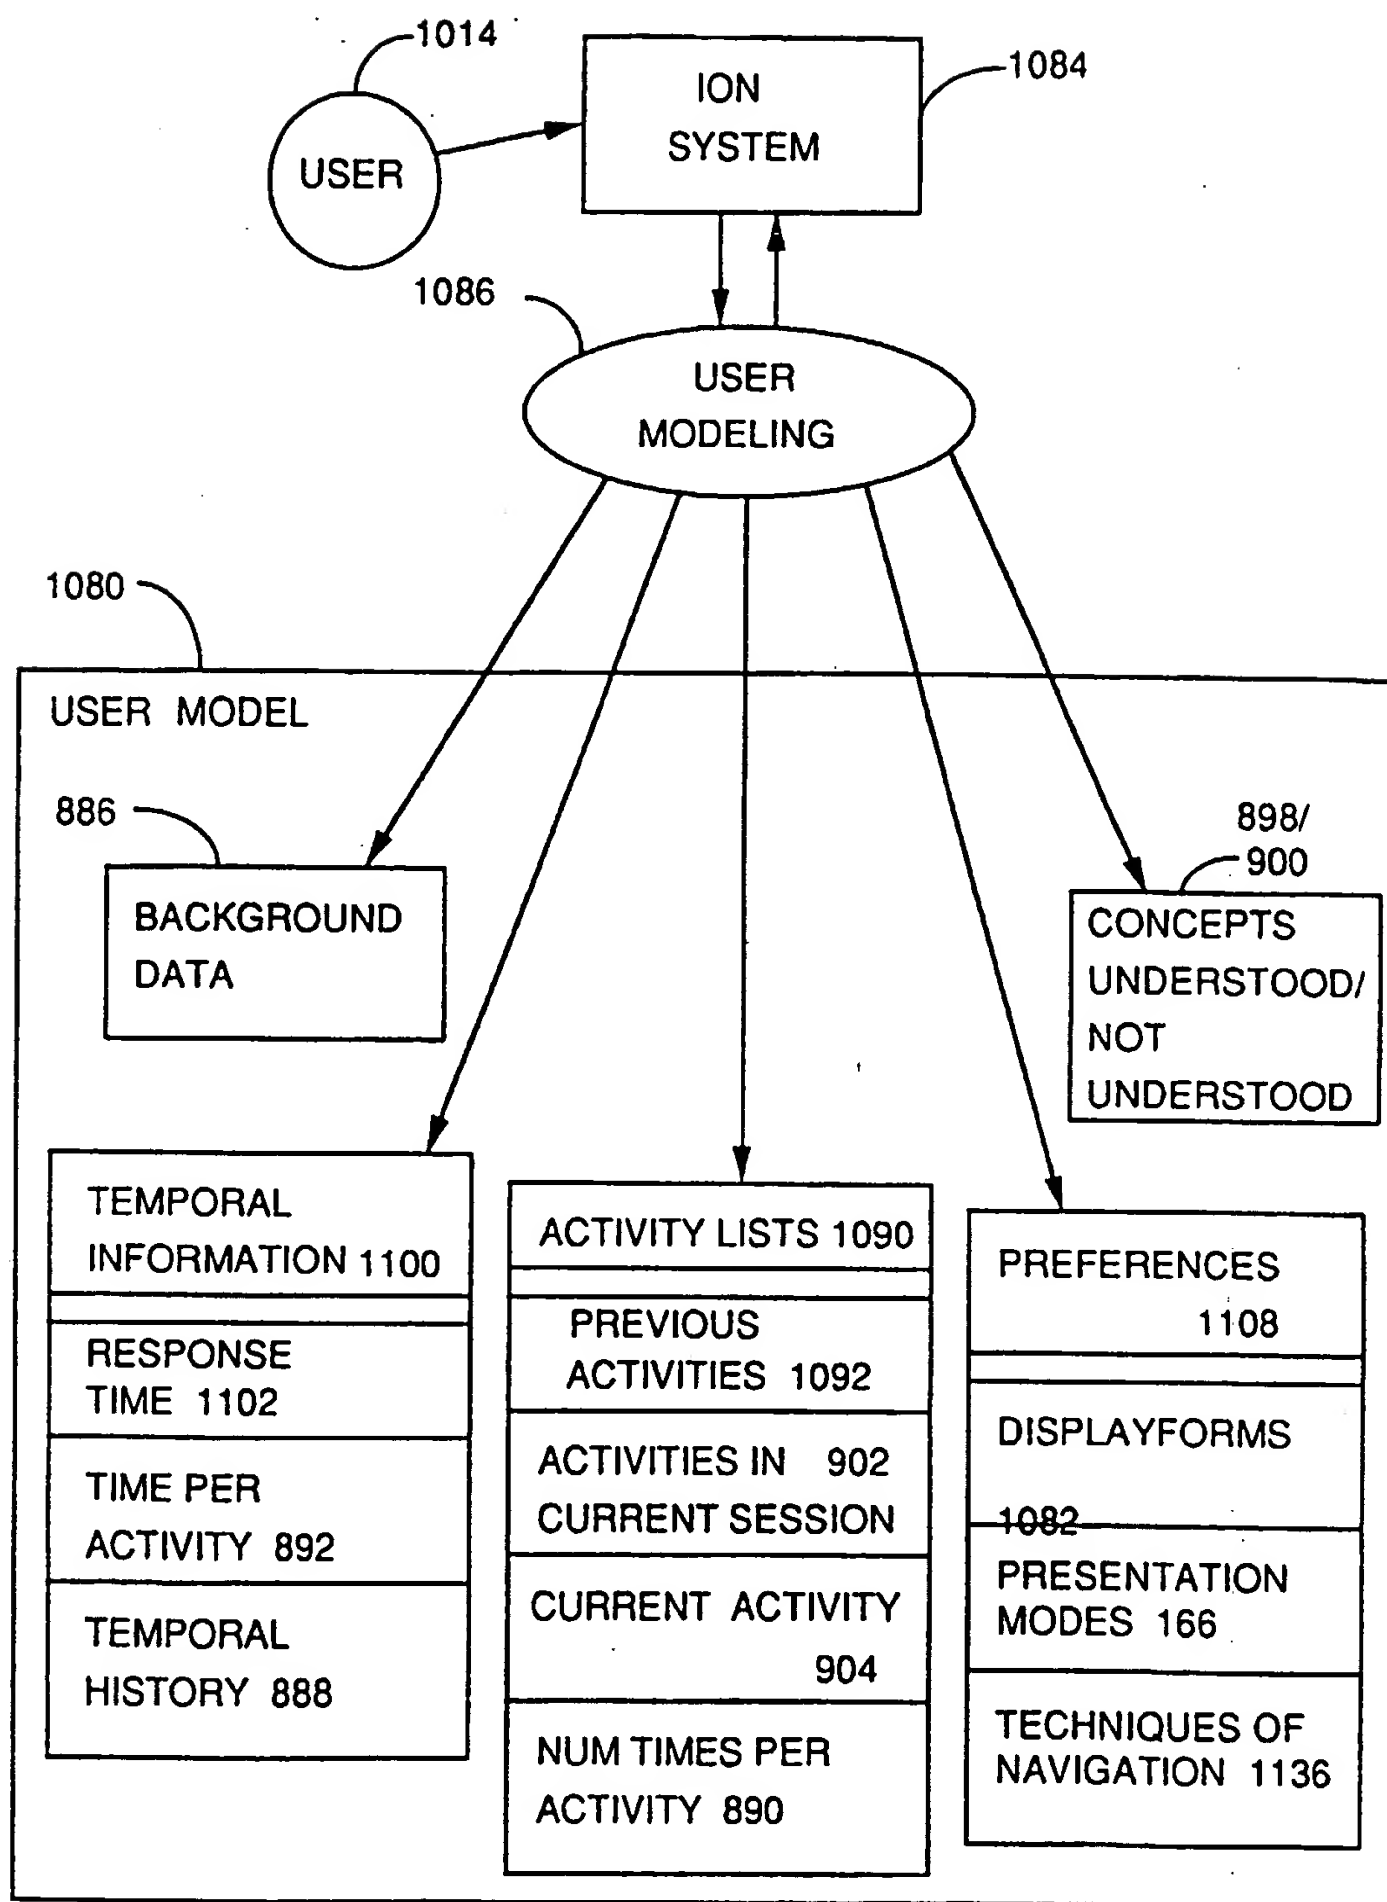 1014
ION
SYSTEM
1084
USER
1086
USER
MODELING
1080
USER MODEL
886
898/
900
BACKGROUND
DATA
CONCEPTS
UNDERSTOOD/
NOT
UNDERSTOOD
TEMPORAL
INFORMATION 1100
RESPONSE
TIME 1102
TIME PER
ACTIVITY 892
TEMPORAL
HISTORY 888
ACTIVITY LISTS 1090
PREVIOUS
ACTIVITIES 1092
ACTIVITIES IN 902
CURRENT SESSION
CURRENT ACTIVITY
904
NUM TIMES PER
ACTIVITY 890
PREFERENCES
1108
DISPLAYFORMS
1082
PRESENTATION
MODES 166
TECHNIQUES OF
NAVIGATION 1136